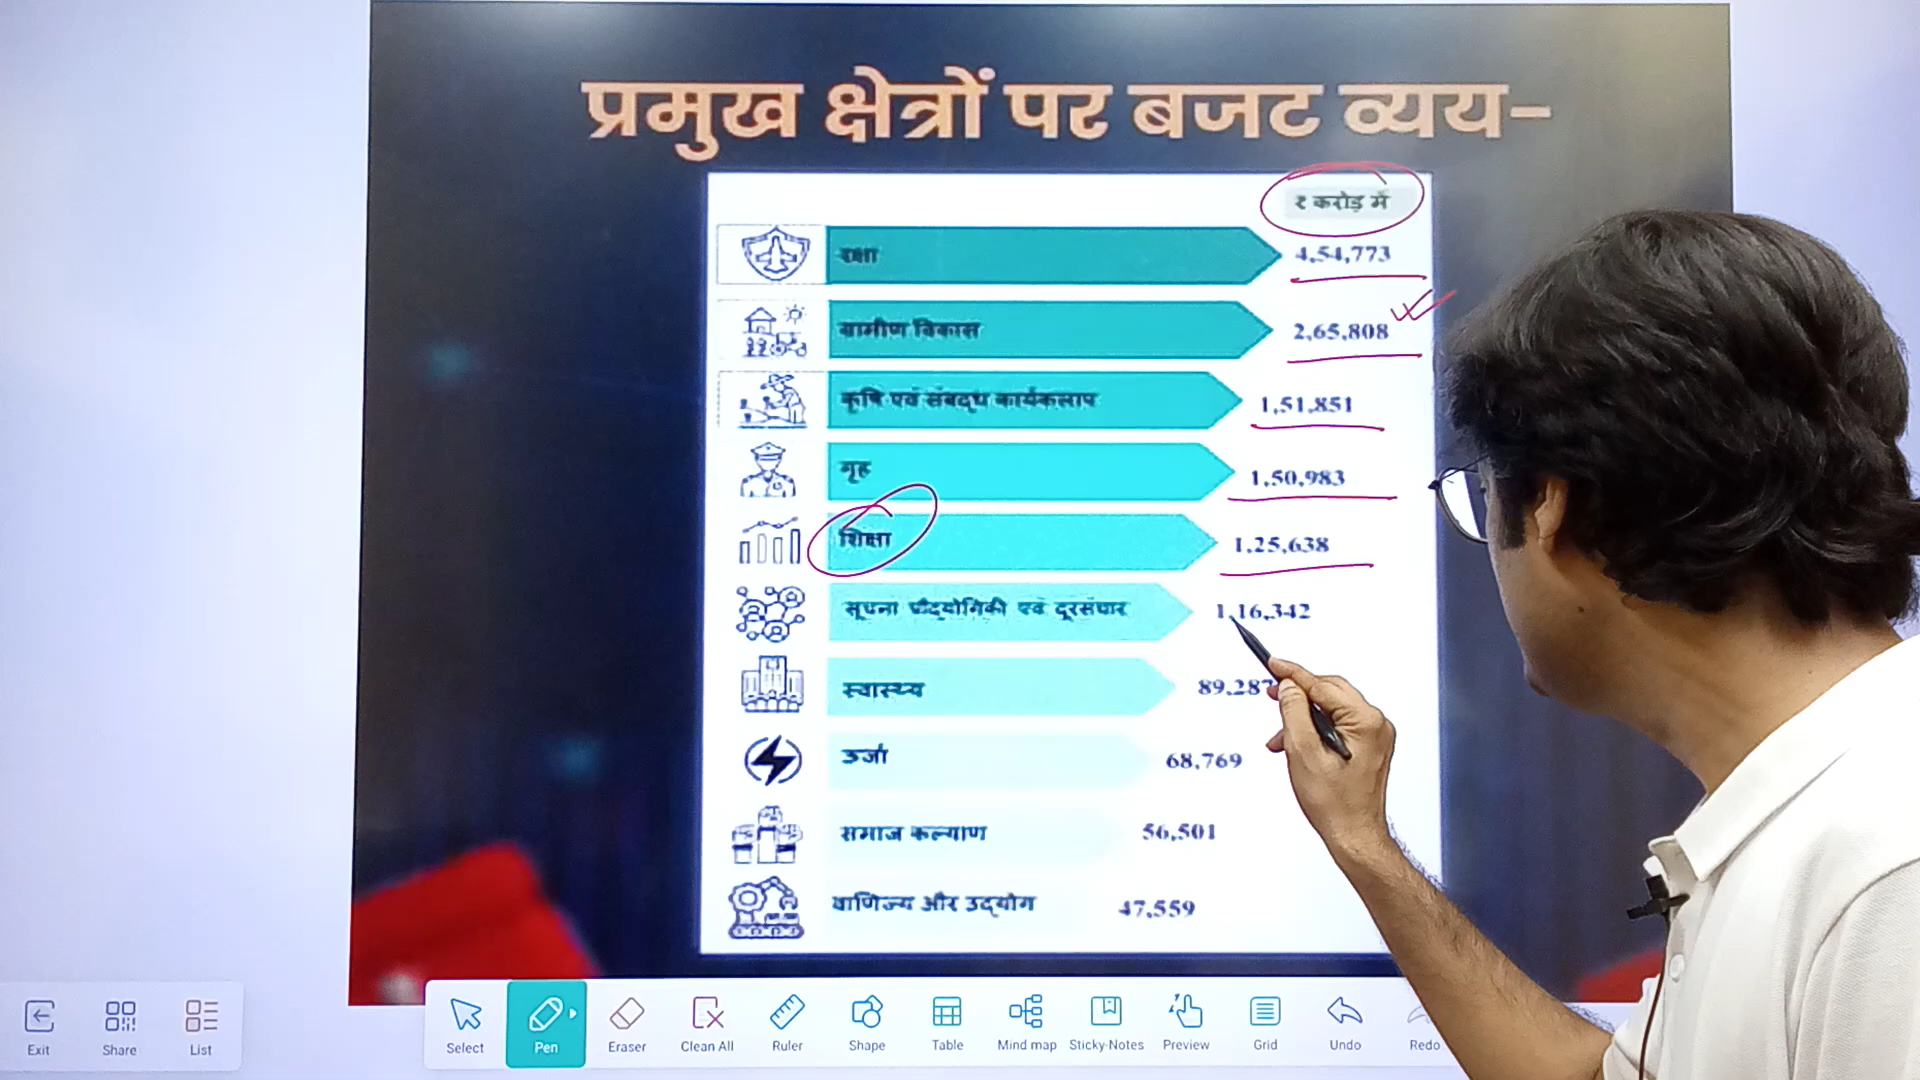 प्रमुख क्षेत्रों पर बजट व्यय-
₹ करोड़ में
रक्षा 4,54,773
ग्रामीण विकास 2,65,808
कृषि एवं संबद्ध कार्यकलाप 1,51,851
गृह 1,50,983
शिक्षा 1,25,638
सूचना प्रौद्योगिकी एवं दूरसंचार 1,16,342
स्वास्थ्य 89,287
ऊर्जा 68,769
समाज कल्याण 56,501
वाणिज्य और उद्योग 47,559
Exit Share List Select Pen Eraser Clean All Ruler Shape Table Mind map Sticky-Notes Preview Grid Undo Redo